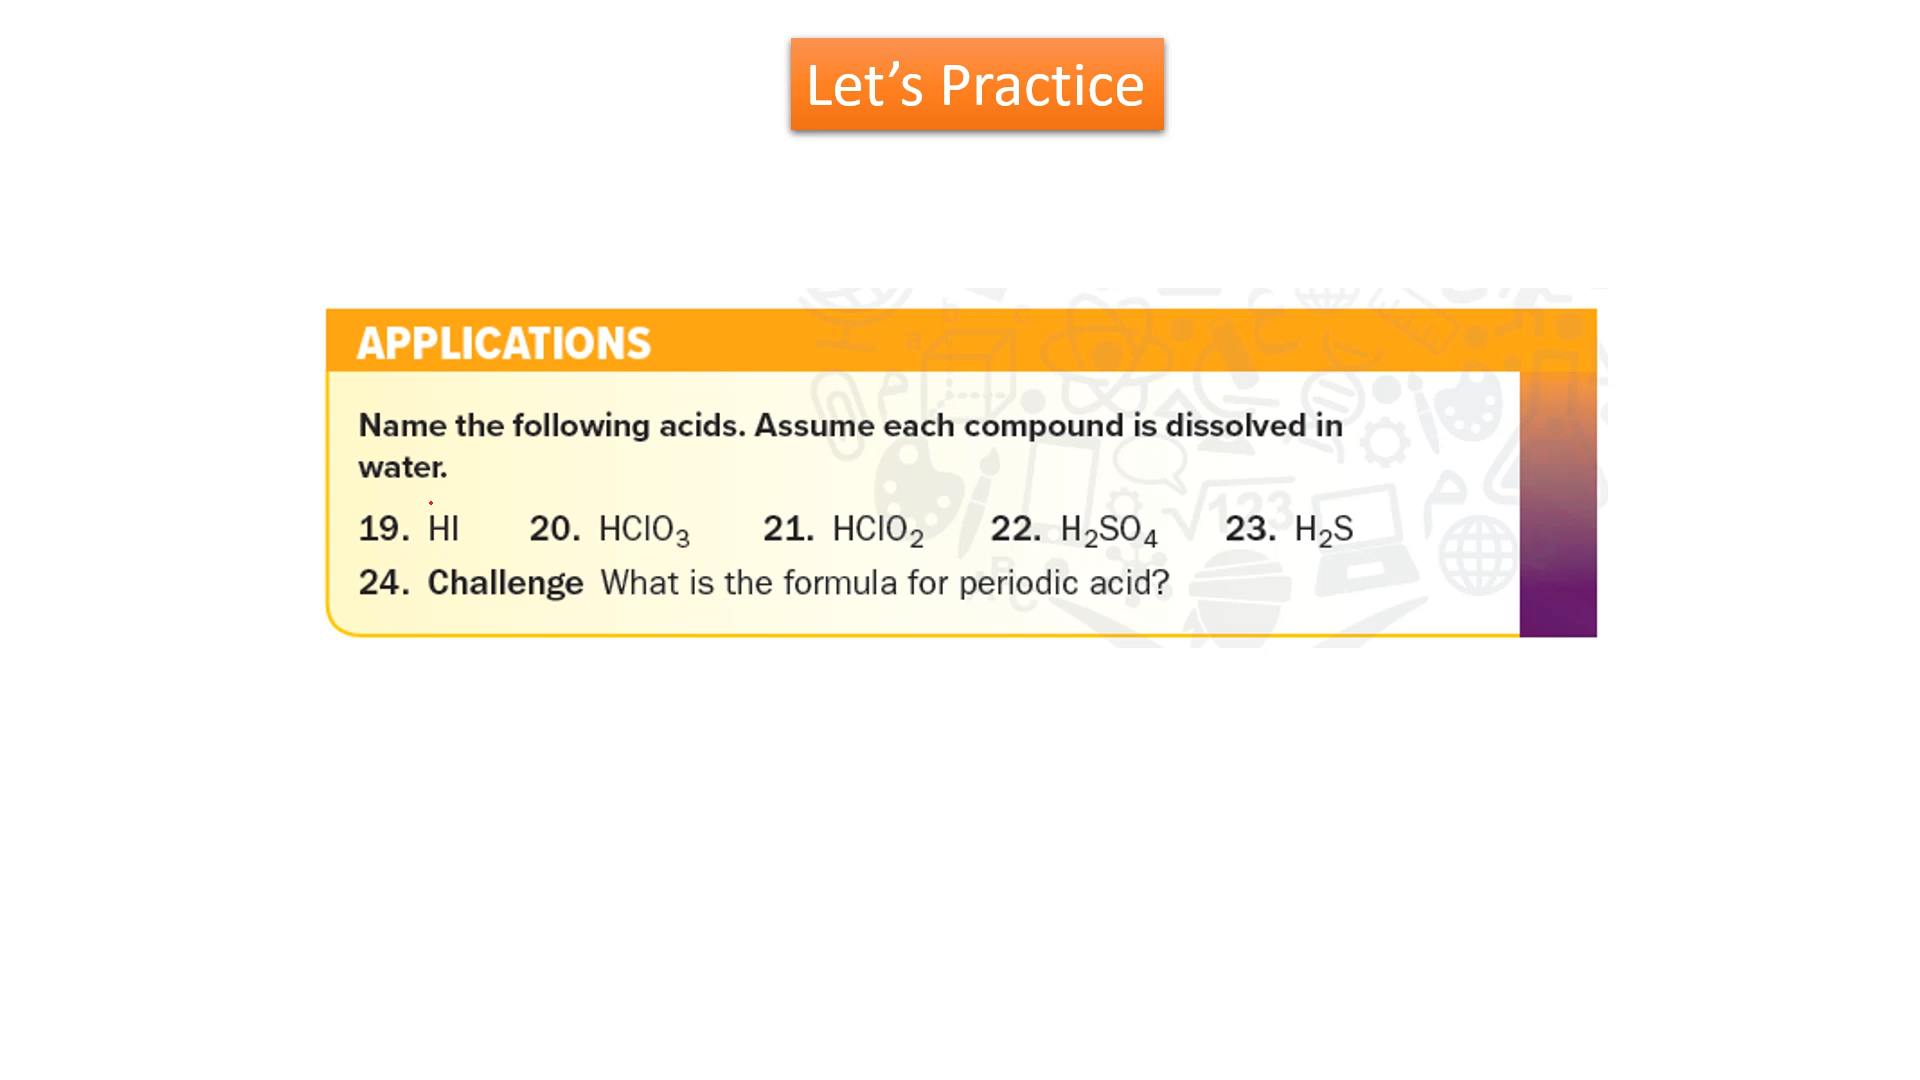 Let’s Practice
APPLICATIONS
Name the following acids. Assume each compound is dissolved in
water.
19. HI 20. HClO₃ 21. HClO₂ 22. H₂SO₄ 23. H₂S
24. Challenge What is the formula for periodic acid?